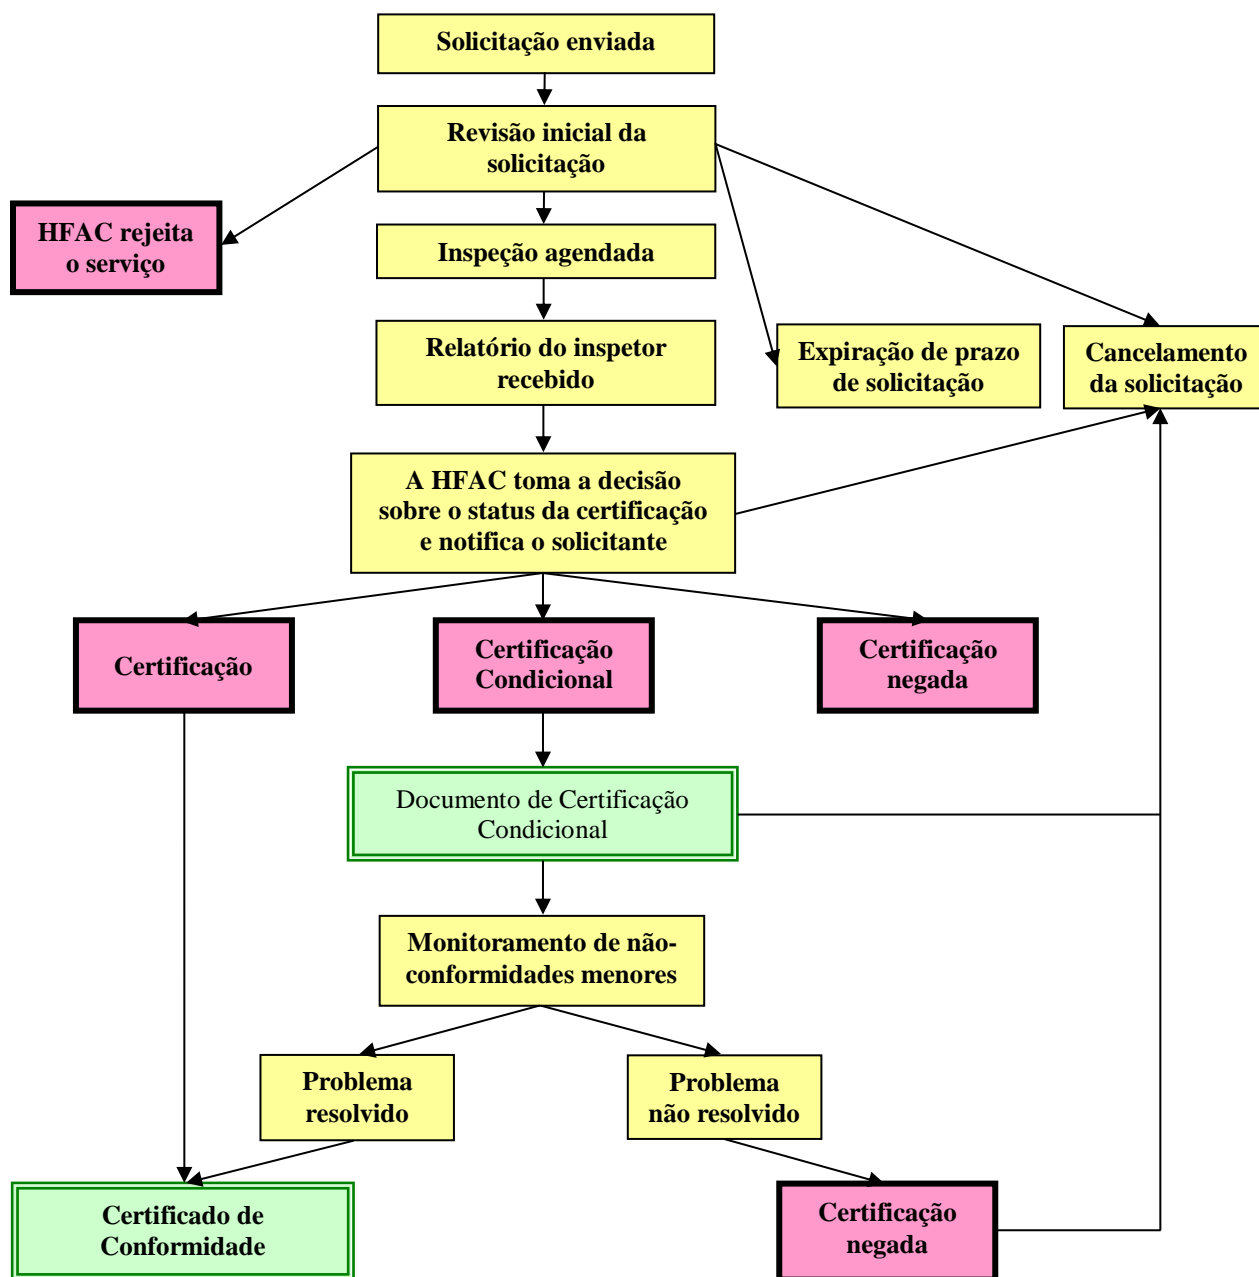 Solicitação enviada
Revisão inicial da
solicitação
HFAC rejeita
o serviço
Inspeção agendada
Relatório do inspetor
recebido
Expiração de prazo
de solicitação
Cancelamento
da solicitação
A HFAC toma a decisão
sobre o status da certificação
e notifica o solicitante
Certificação
Certificação
Condicional
Certificação
negada
Documento de Certificação
Condicional
Monitoramento de não-
conformidades menores
Problema
resolvido
Problema
não resolvido
Certificado de
Conformidade
Certificação
negada